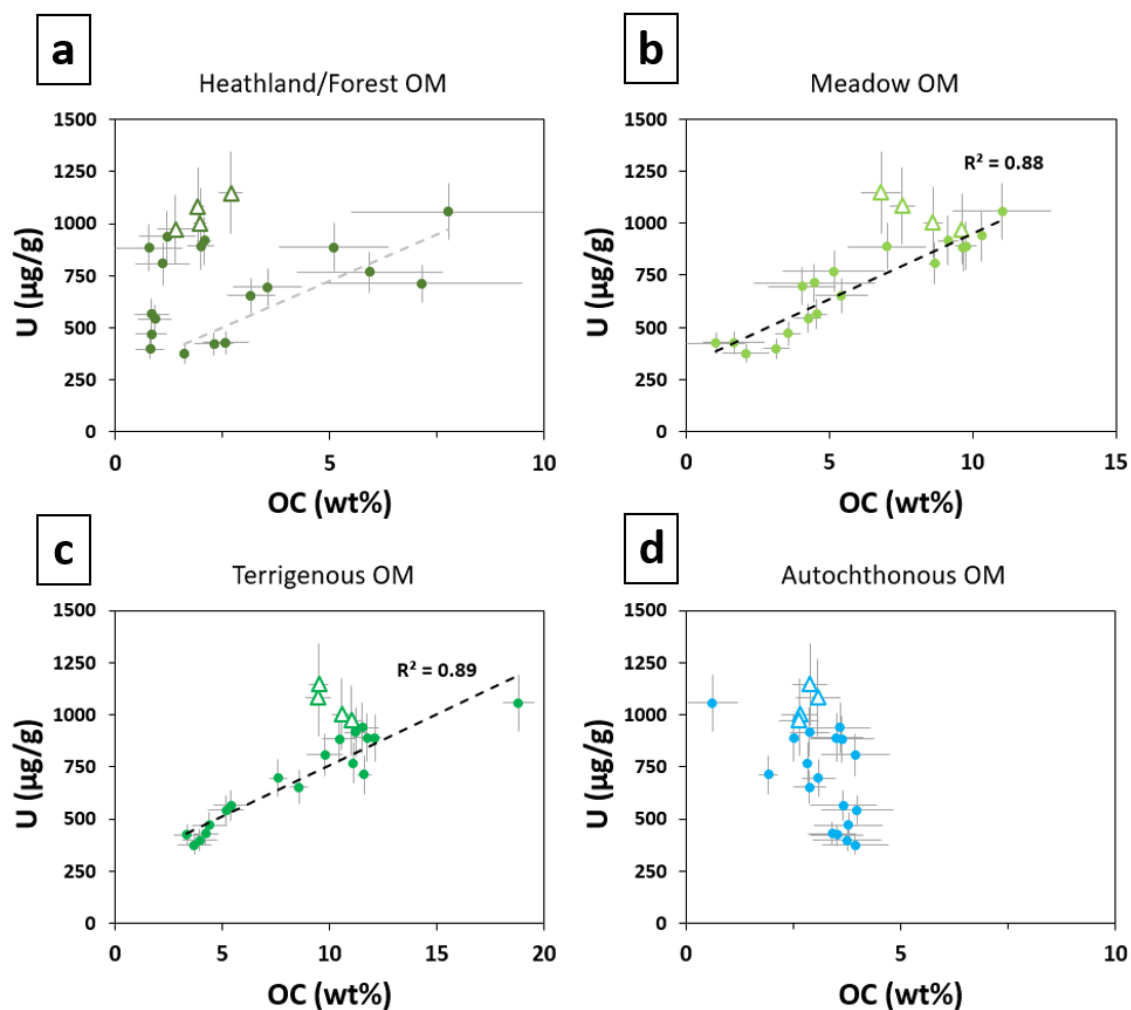 a
Heathland/Forest OM
1500
1250
1000
750
500
250
0
U (µg/g)
0
5
10
OC (wt%)
b
Meadow OM
R² = 0.88
1500
1250
1000
750
500
250
0
U (µg/g)
0
5
10
15
OC (wt%)
c
Terrigenous OM
R² = 0.89
1500
1250
1000
750
500
250
0
U (µg/g)
0
5
10
15
20
OC (wt%)
d
Autochthonous OM
1500
1250
1000
750
500
250
0
U (µg/g)
0
5
10
OC (wt%)